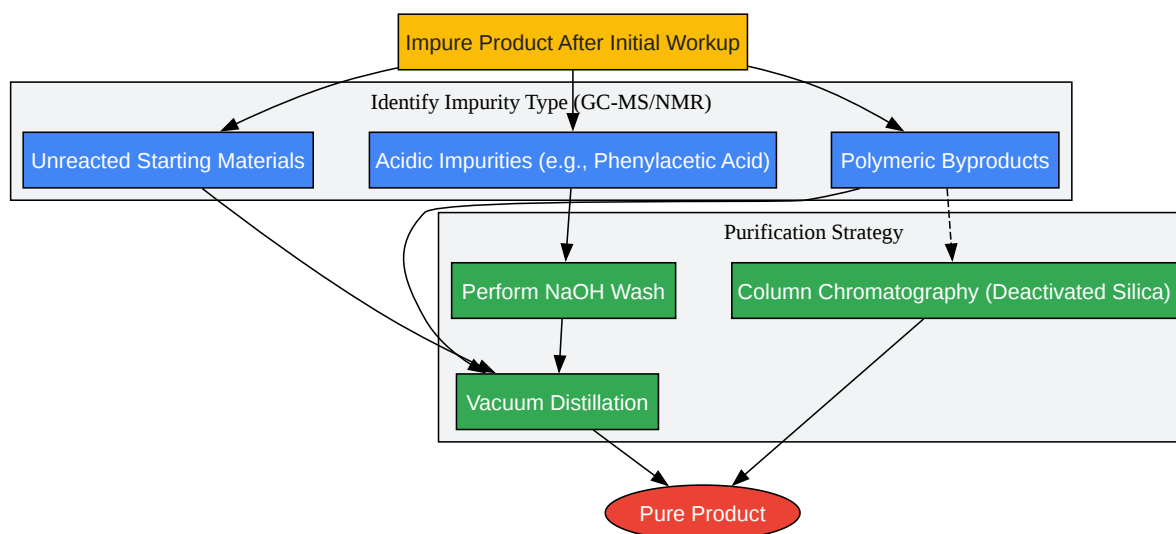 Impure Product After Initial Workup
Identify Impurity Type (GC-MS/NMR)
Unreacted Starting Materials
Acidic Impurities (e.g., Phenylacetic Acid)
Polymeric Byproducts
Purification Strategy
Perform NaOH Wash
Column Chromatography (Deactivated Silica)
Vacuum Distillation
Pure Product